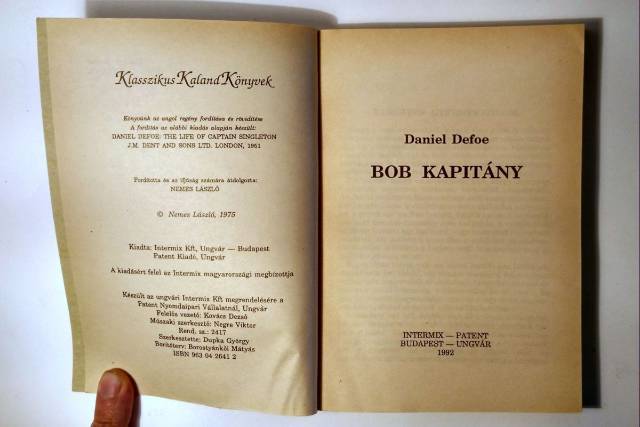 Klasszikus Kaland Könyvek
Könyvünk az angol regény fordítása és rövidítése
A fordítás az alábbi kiadás alapján készült:
DANIEL DEFOE: THE LIFE OF CAPTAIN SINGLETON
J.M. DENT AND SONS LTD. LONDON, 1951
Fordította és az ifjúság számára átdolgozta:
NEMES LÁSZLÓ
© Nemes László, 1975
Kiadta: Intermix Kft, Ungvár — Budapest
Patent Kiadó, Ungvár
A kiadásért felel az Intermix magyarországi megbízottja
Készült az ungvári Intermix Kft megrendelésére a
Patent Nyomdaipari Vállalatnál, Ungvár
Felelős vezető: Kovács Dezső
Műszaki szerkesztő: Negre Viktor
Rend. sz.: 2417
Szerkesztette: Dupka György
Borítóterv: Borostyánkői Mátyás
ISBN 963 04 2641 2
Daniel Defoe
BOB KAPITÁNY
INTERMIX — PATENT
BUDAPEST — UNGVÁR
1992